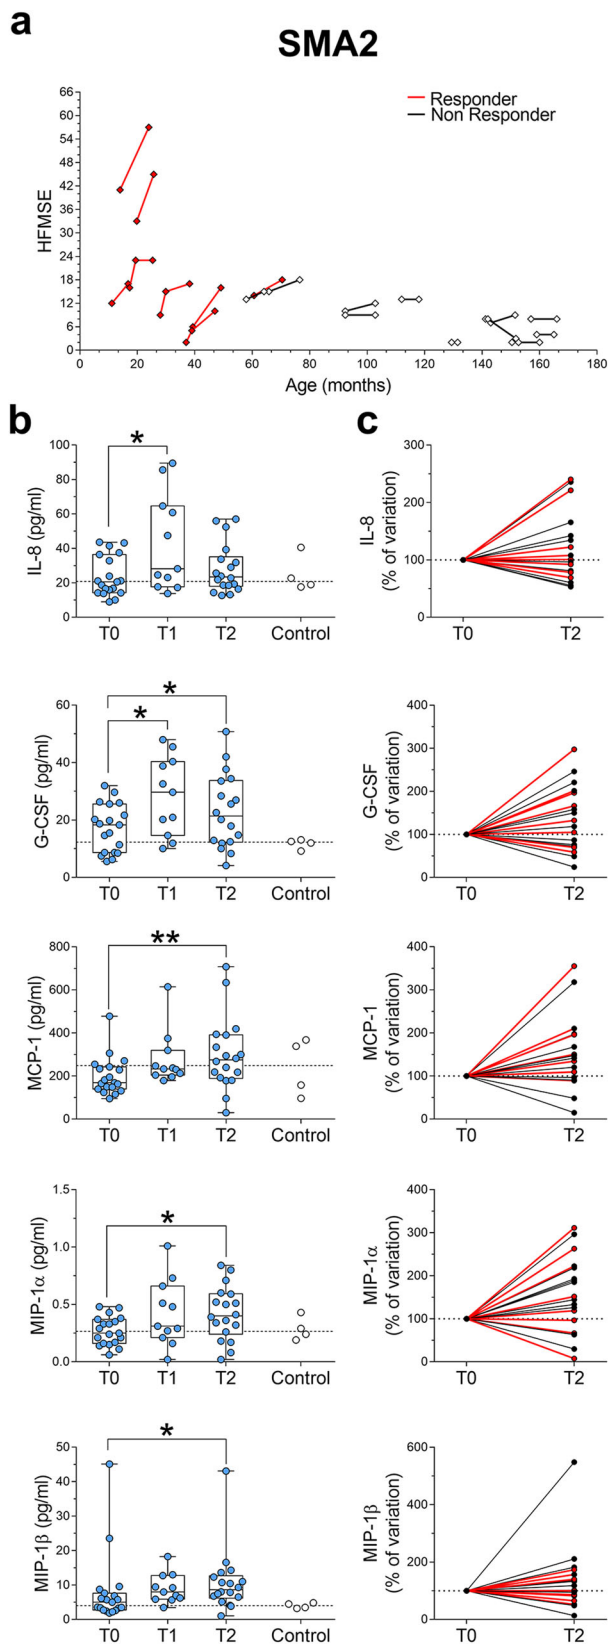 a
SMA2
HFMSE
66
60
54
48
42
36
30
24
18
12
6
0
Responder
Non Responder
0 20 40 60 80 100 120 140 160 180
Age (months)
b
IL-8 (pg/ml)
100
80
60
40
20
0
*
T0 T1 T2 Control
c
IL-8
(% of variation)
300
200
100
0
T0 T2
G-CSF (pg/ml)
60
40
20
0
*
*
T0 T1 T2 Control
G-CSF
(% of variation)
400
300
200
100
0
T0 T2
MCP-1 (pg/ml)
800
600
400
200
0
**
T0 T1 T2 Control
MCP-1
(% of variation)
400
300
200
100
0
T0 T2
MIP-1α (pg/ml)
1.5
1.0
0.5
0.0
*
T0 T1 T2 Control
MIP-1α
(% of variation)
400
300
200
100
0
T0 T2
MIP-1β (pg/ml)
50
40
30
20
10
0
*
T0 T1 T2 Control
MIP-1β
(% of variation)
600
400
200
0
T0 T2